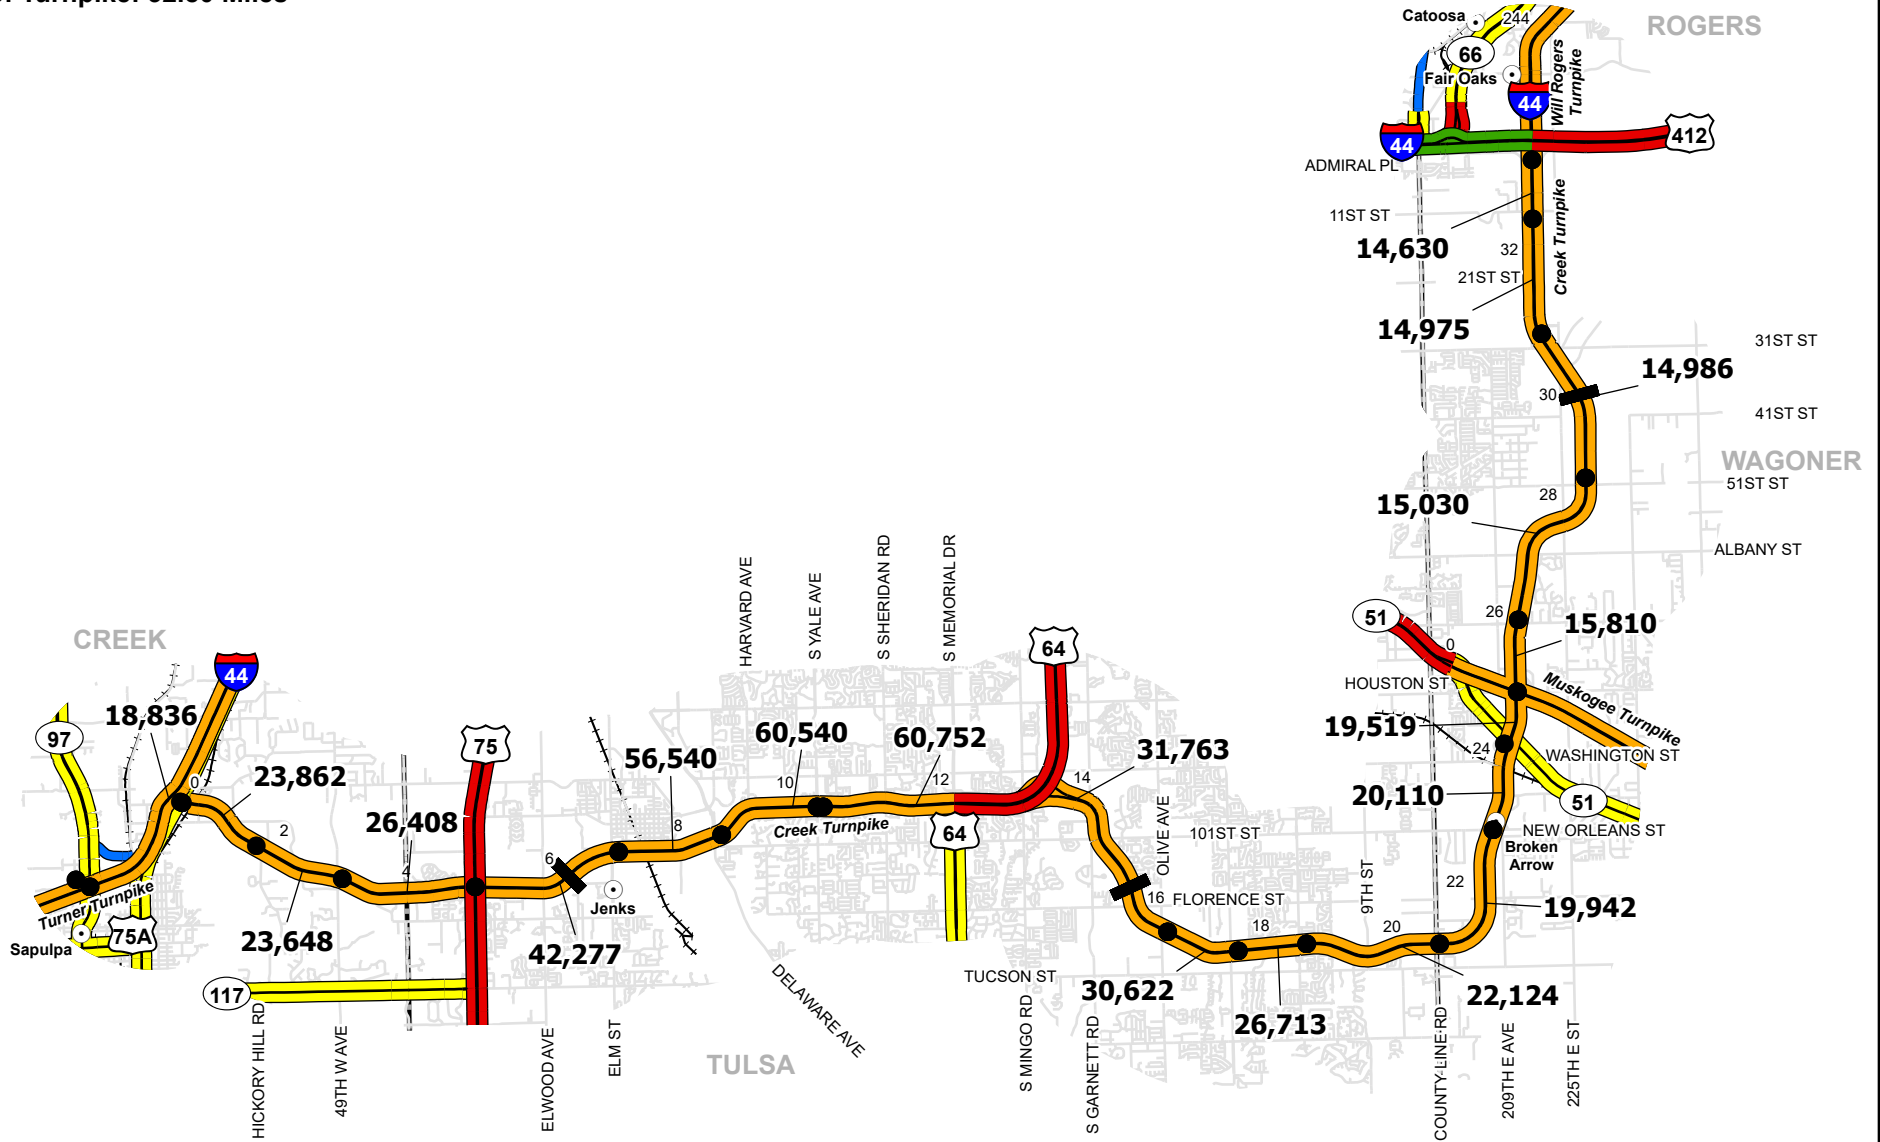 Catoosa
244
ROGERS
66
Fair Oaks
Will Rogers
Turnpike
44
44
412
ADMIRAL PL
11ST ST
14,630
32
Creek Turnpike
21ST ST
14,975
31ST ST
14,986
30
41ST ST
WAGONER
51ST ST
28
15,030
ALBANY ST
26
51
15,810
0
HOUSTON ST
Muskogee Turnpike
19,519
24
WASHINGTON ST
20,110
51
NEW ORLEANS ST
Broken
Arrow
22
19,942
CREEK
44
97
18,836
0
23,862
2
75
26,408
4
6
56,540
8
HARVARD AVE
S YALE AVE
S SHERIDAN RD
S MEMORIAL DR
60,540
10
60,752
12
Creek Turnpike
64
64
14
31,763
OLIVE AVE
101ST ST
16
FLORENCE ST
9TH ST
18
20
Turner Turnpike
75A
Sapulpa
23,648
117
Jenks
42,277
DELAWARE AVE
TUCSON ST
30,622
26,713
22,124
HICKORY HILL RD
49TH W AVE
ELWOOD AVE
ELM ST
TULSA
S MINGO RD
S GARNETT RD
COUNTY LINE RD
209TH E AVE
225TH E ST